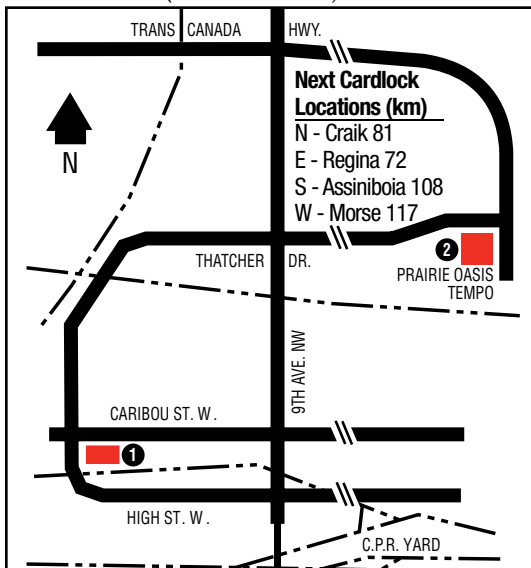 TRANS CANADA HWY.
Next Cardlock
Locations (km)
N - Craik 81
E - Regina 72
S - Assiniboia 108
W - Morse 117
N
THATCHER DR.
2
PRAIRIE OASIS
TEMPO
9TH AVE. NW
CARIBOU ST. W .
1
HIGH ST. W .
C.P.R. YARD